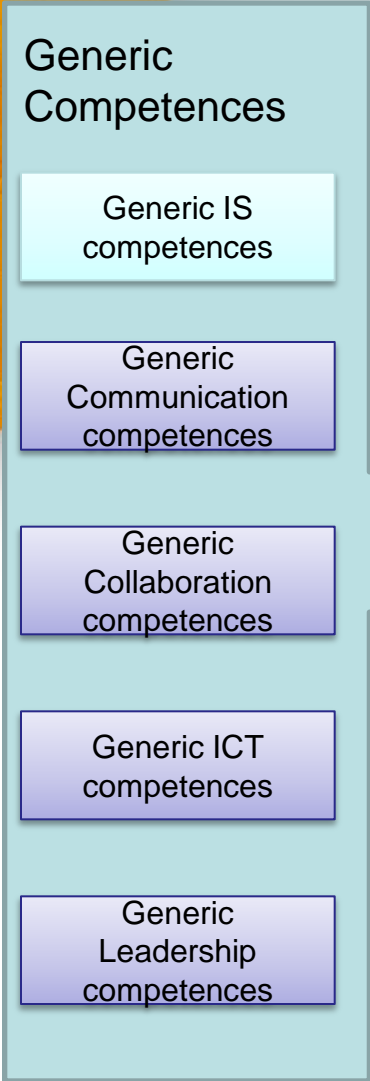 Generic
Competences
Generic IS
competences
Generic
Communication
competences
Generic
Collaboration
competences
Generic ICT
competences
Generic
Leadership
competences